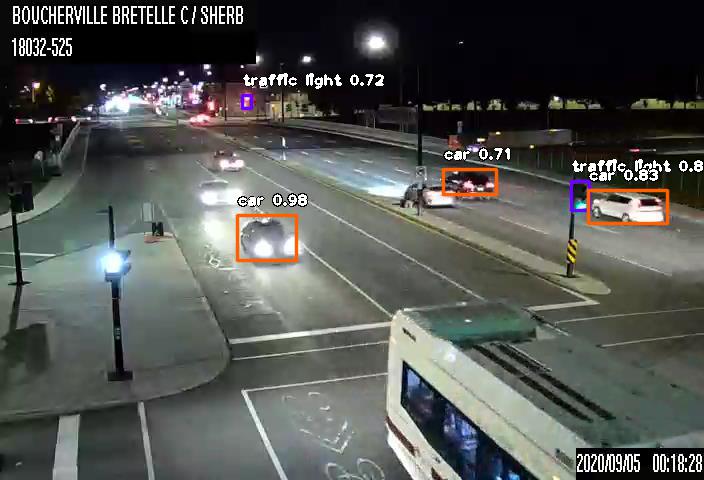 BOUCHERVILLE BRETELLE C / SHERB
18032-525
traffic light 0.72
car 0.71
traffic light 0.8
car 0.83
car 0.98
2020/09/05 00:18:28